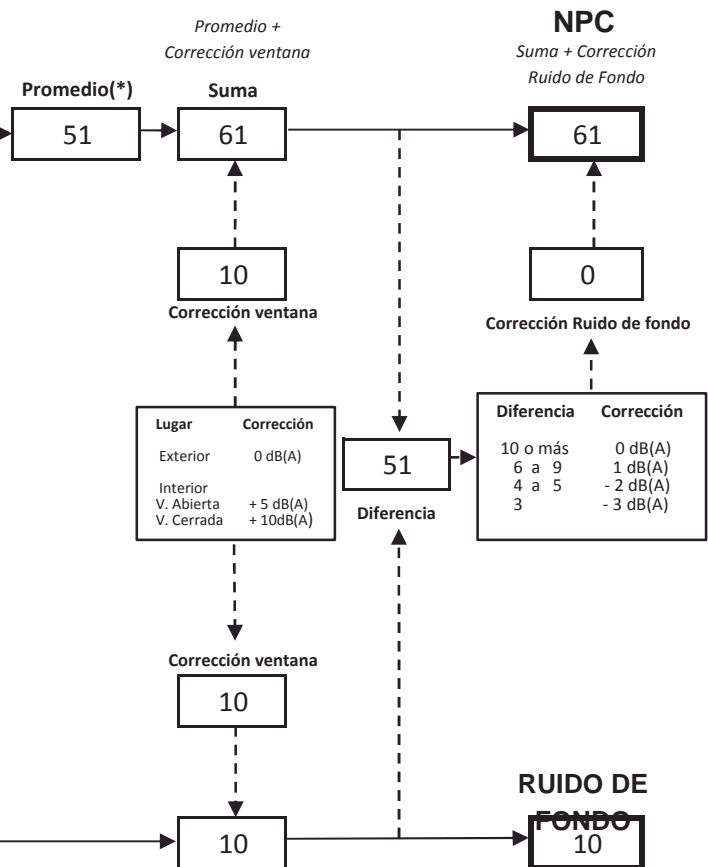 Promedio +
Corrección ventana
NPC
Suma + Corrección
Ruido de Fondo
Promedio(*)
Suma
51
61
61
10
0
Corrección ventana
Corrección Ruido de fondo
Lugar Corrección
Exterior 0 dB(A)
Interior
V. Abierta + 5 dB(A)
V. Cerrada + 10dB(A)
51
Diferencia
Diferencia Corrección
10 o más 0 dB(A)
6 a 9 1 dB(A)
4 a 5 - 2 dB(A)
3 - 3 dB(A)
Corrección ventana
10
RUIDO DE
FONDO
10
10